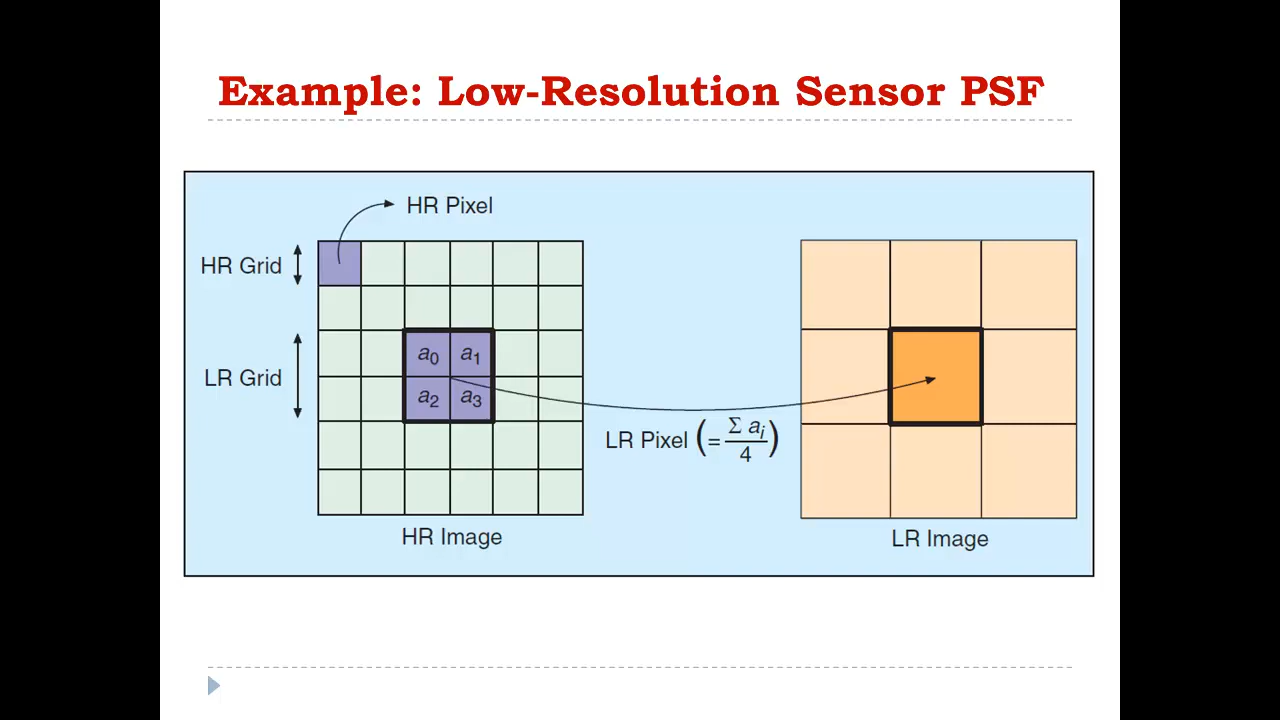 Example: Low-Resolution Sensor PSF
HR Pixel
HR Grid
LR Grid
a0 a1
a2 a3
LR Pixel (= Σ ai / 4)
HR Image
LR Image